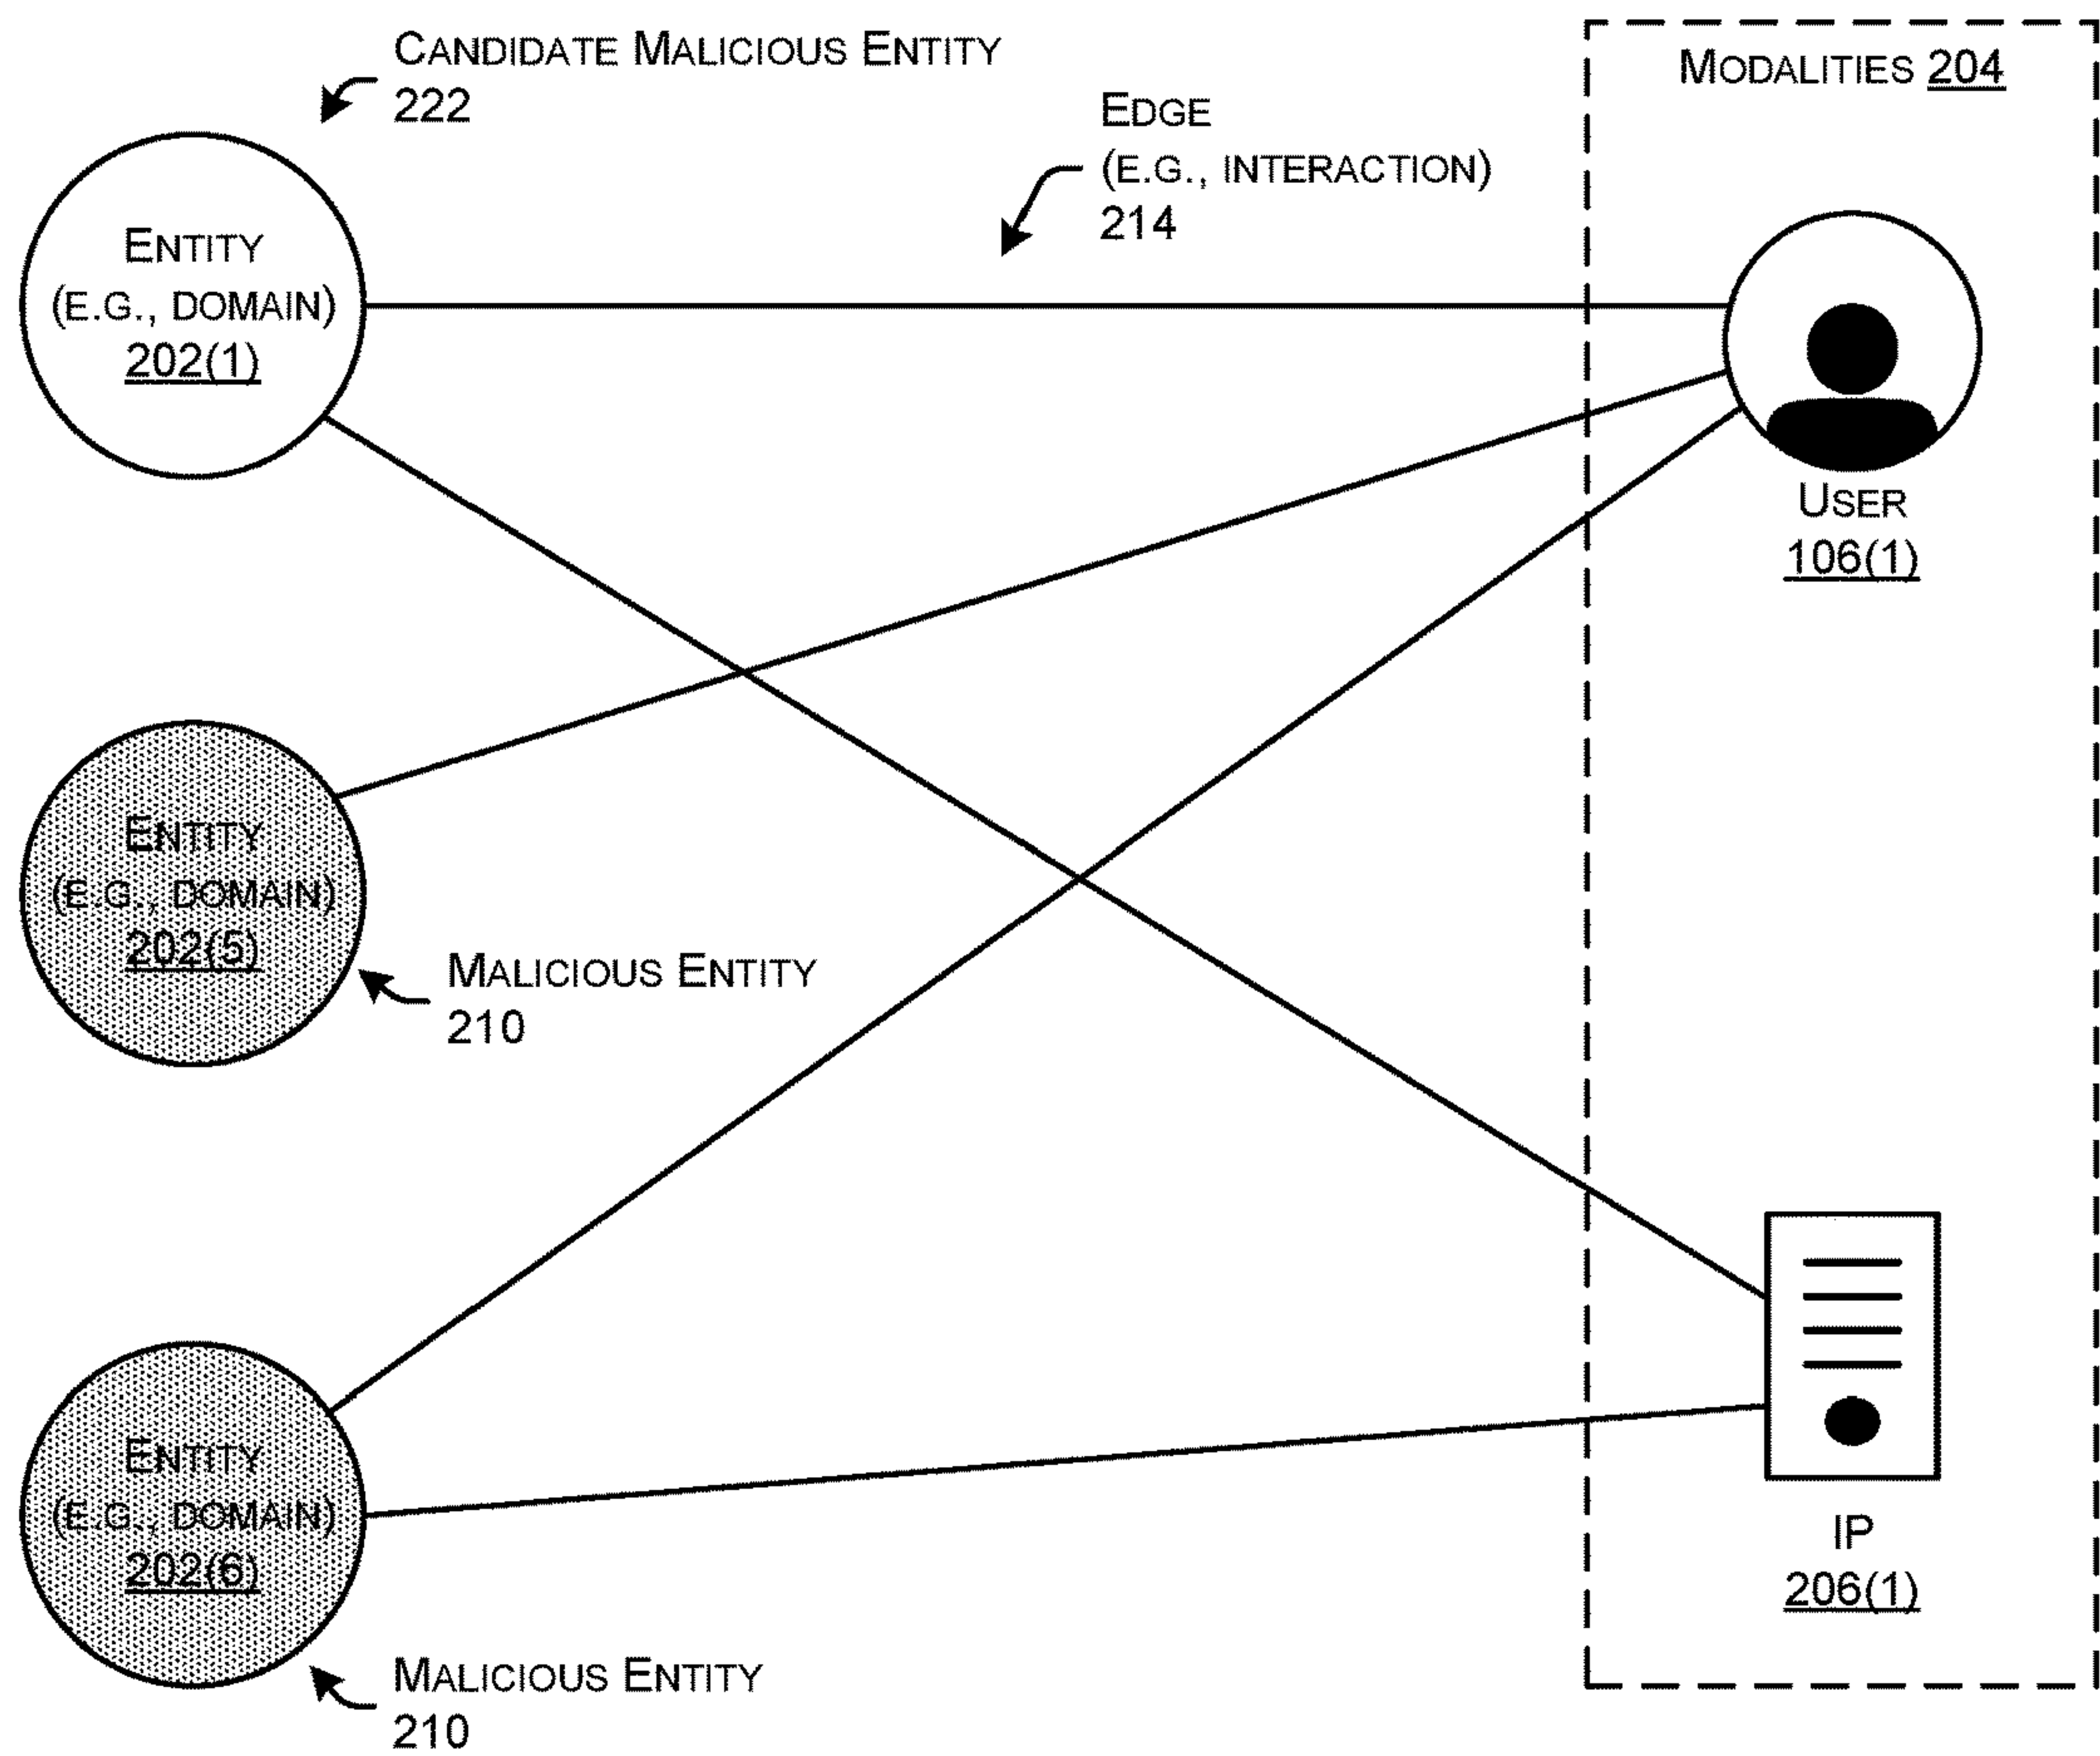 CANDIDATE MALICIOUS ENTITY
222
EDGE
(E.G., INTERACTION)
214
MODALITIES 204
ENTITY
(E.G., DOMAIN)
202(1)
USER
106(1)
ENTITY
(E.G., DOMAIN)
202(5)
MALICIOUS ENTITY
210
ENTITY
(E.G., DOMAIN)
202(6)
IP
206(1)
MALICIOUS ENTITY
210